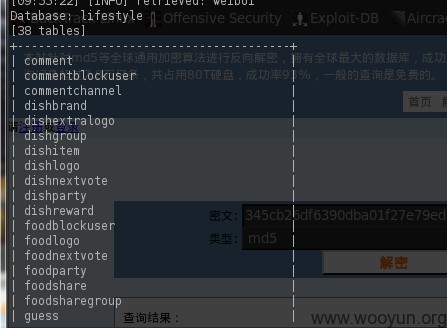 [09:53:22] [INFO] retrieved: weibo1
Database: lifestyle
[38 tables]
Offensive Security
Exploit-DB
Aircra
+--------------------------------------+
| comment |
| blockuser |
| commentchannel |
| dishbrand |
| dishextralogo |
| dishgroup |
| dishitem |
| dishlogo |
| dishnextvote |
| dishparty |
| dishreward |
| foodblockuser |
| foodlogo |
| foodnextvote |
| foodparty |
| foodshare |
| foodsharegroup |
| guess |
md5等全球通用加密算法进行反向解密，拥有全球最大的数据库，成功
，共占用80T硬盘，成功率93%，一般的查询是免费的。
首页
密文: 345cb26df6390dba01f27e79ed
类型: md5
解密
查询结果：
www.wooyun.org